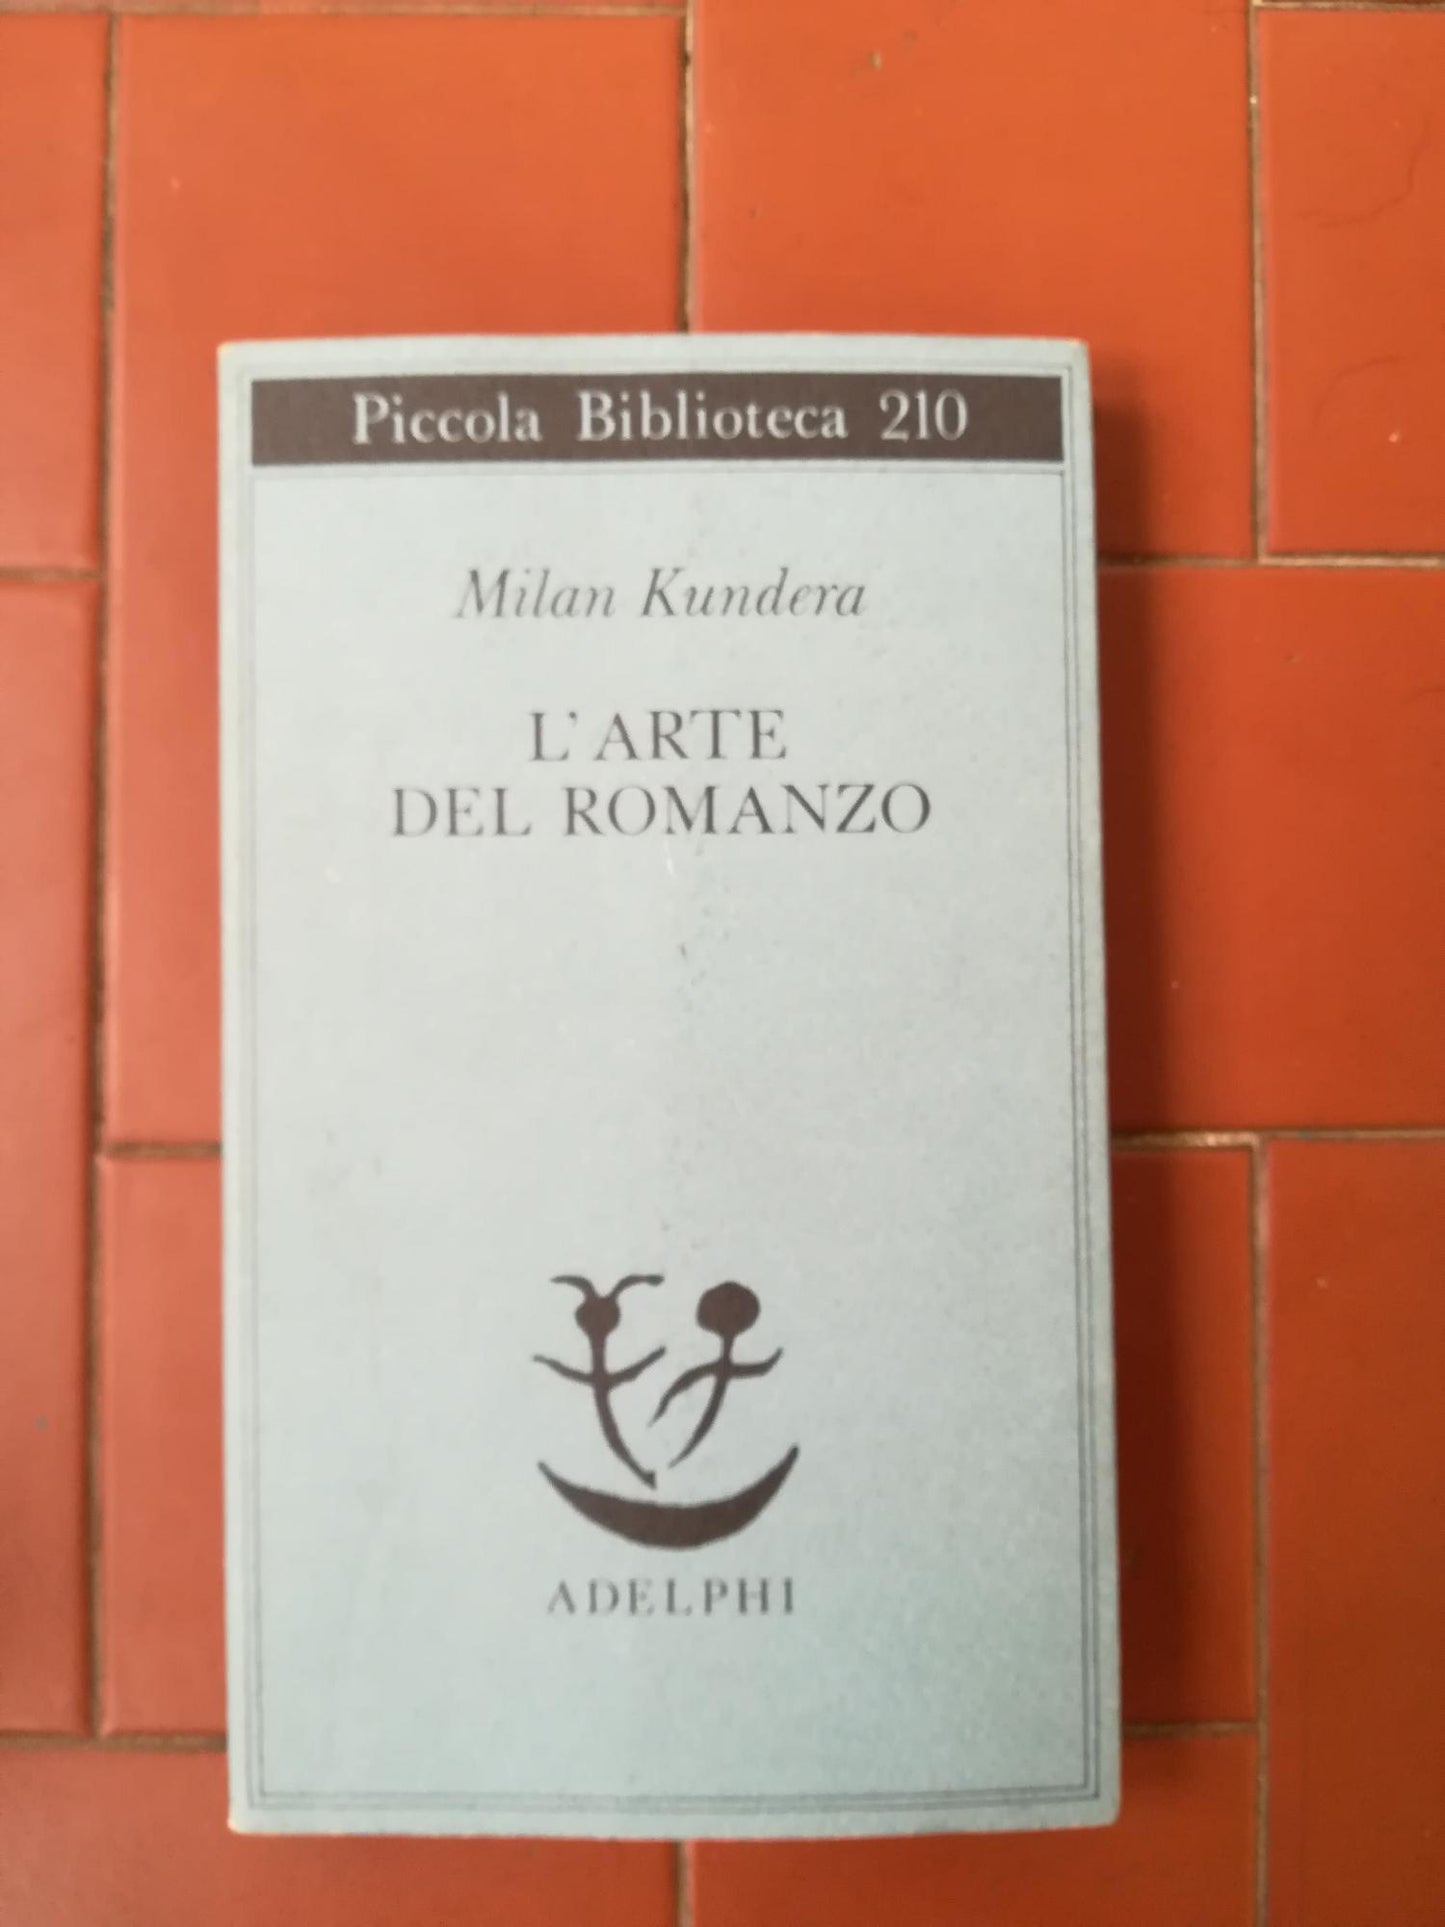 Piccola Biblioteca 210
Milan Kundera
L'ARTE
DEL ROMANZO
ADELPHI